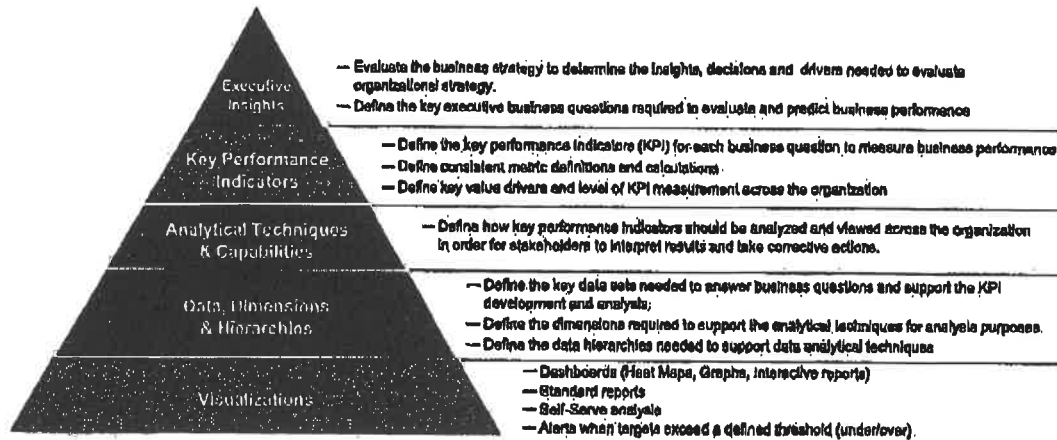 Executive
Insights
— Evaluate the business strategy to determine the insights, decisions and drivers needed to evaluate
organizational strategy.
— Define the key executive business questions required to evaluate and predict business performance
Key Performance
Indicators
— Define the key performance indicators (KPI) for each business question to measure business performance
— Define consistent metric definitions and calculations
— Define key value drivers and level of KPI measurement across the organization
Analytical Techniques
& Capabilities
— Define how key performance indicators should be analyzed and viewed across the organization
in order for stakeholders to interpret results and take corrective actions.
Data, Dimensions
& Hierarchies
— Define the key data sets needed to answer business questions and support the KPI
development and analysis;
— Define the dimensions required to support the analytical techniques for analysis purposes.
— Define the data hierarchies needed to support data analytical techniques
Visualizations
— Dashboards (Heat Maps, Graphs, Interactive reports)
— Standard reports
— Self-Serve analysis
— Alerts when targets exceed a defined threshold (under/over).